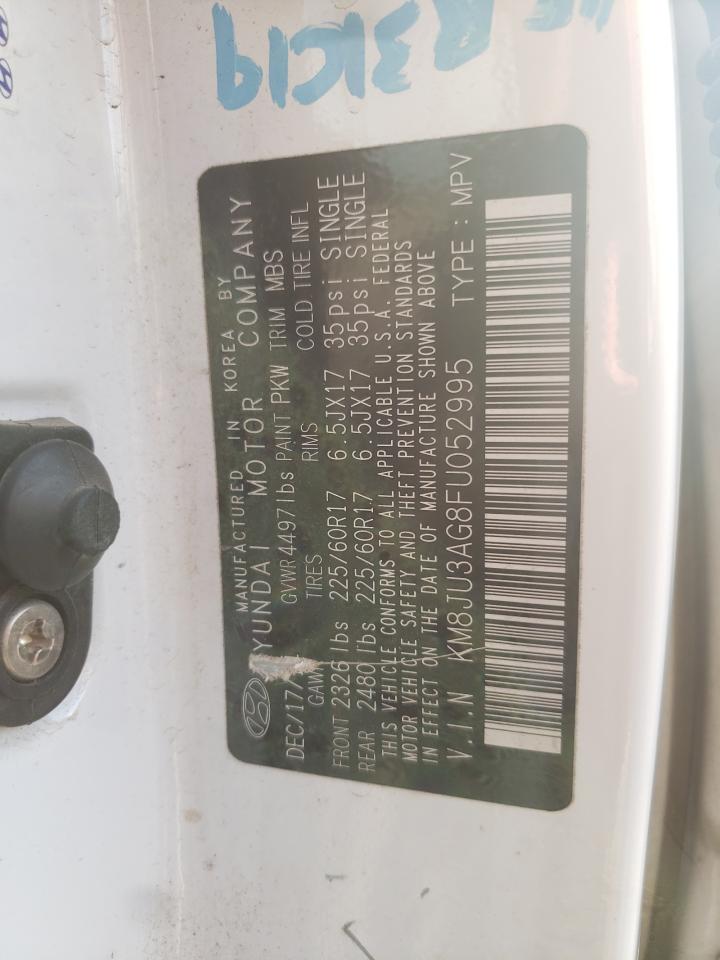 MANUFACTURED IN KOREA BY
HYUNDAI MOTOR COMPANY
DEC/17/ GVWR 4497lbs PAINT PKW TRIM MBS
GAWR TIRES RIMS COLD TIRE INFL
FRONT 2326 lbs 225/60R17 6.5JX17 35psi SINGLE
REAR 2480 lbs 225/60R17 6.5JX17 35psi SINGLE
THIS VEHICLE CONFORMS TO ALL APPLICABLE U.S.A. FEDERAL
MOTOR VEHICLE SAFETY AND THEFT PREVENTION STANDARDS
IN EFFECT ON THE DATE OF MANUFACTURE SHOWN ABOVE
V.I.N KM8JU3AG8FU052995 TYPE : MPV